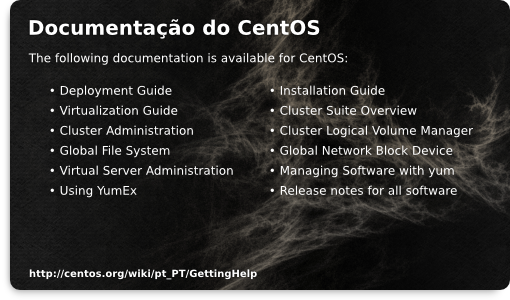 Documentação do CentOS
The following documentation is available for CentOS:
• Deployment Guide
• Virtualization Guide
• Cluster Administration
• Global File System
• Virtual Server Administration
• Using YumEx
• Installation Guide
• Cluster Suite Overview
• Cluster Logical Volume Manager
• Global Network Block Device
• Managing Software with yum
• Release notes for all software
http://centos.org/wiki/pt_PT/GettingHelp